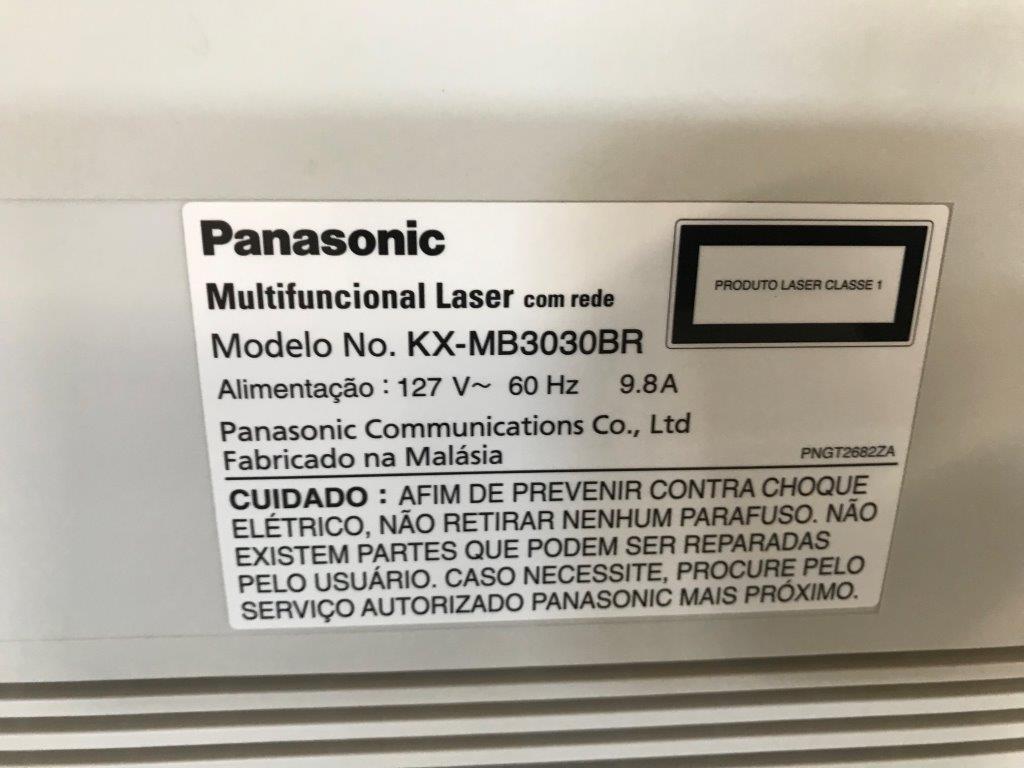 Panasonic
Multifuncional Laser com rede
PRODUTO LASER CLASSE 1
Modelo No. KX-MB3030BR
Alimentação : 127 V~ 60 Hz 9.8A
Panasonic Communications Co., Ltd
Fabricado na Malásia
PNGT2682ZA
CUIDADO : AFIM DE PREVENIR CONTRA CHOQUE
ELÉTRICO, NÃO RETIRAR NENHUM PARAFUSO. NÃO
EXISTEM PARTES QUE PODEM SER REPARADAS
PELO USUÁRIO. CASO NECESSITE, PROCURE PELO
SERVIÇO AUTORIZADO PANASONIC MAIS PRÓXIMO.